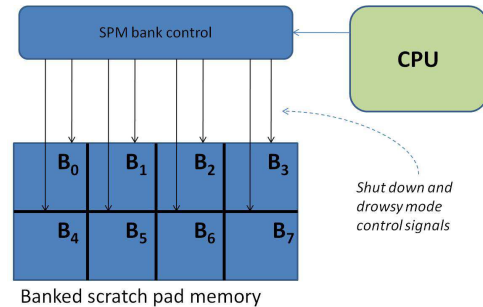 SPM bank control
CPU
B0 B1 B2 B3
Shut down and
drowsy mode
control signals
B4 B5 B6 B7
Banked scratch pad memory